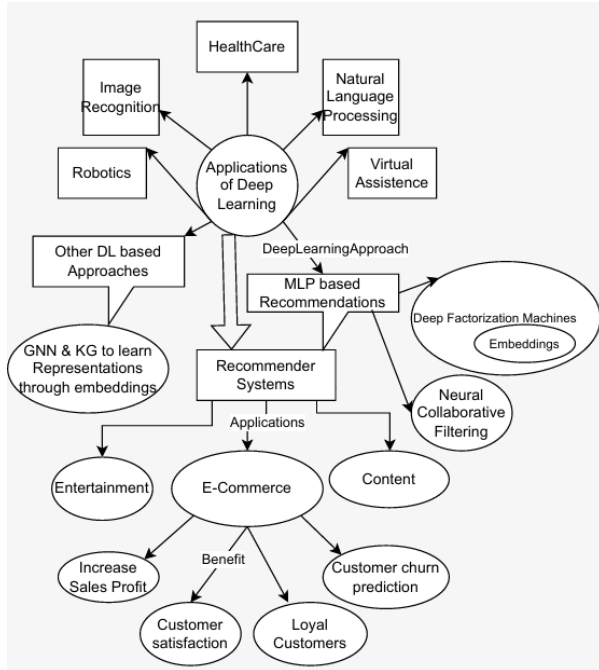 HealthCare
Image
Recognition
Natural
Language
Processing
Robotics
Applications
of Deep
Learning
Virtual
Assistence
Other DL based
Approaches
DeepLearningApproach
MLP based
Recommendations
Deep Factorization Machines
Embeddings
GNN & KG to learn
Representations
through embeddings
Recommender
Systems
Neural
Collaborative
Filtering
Applications
Entertainment
E-Commerce
Content
Increase
Sales Profit
Benefit
Customer churn
prediction
Customer
satisfaction
Loyal
Customers